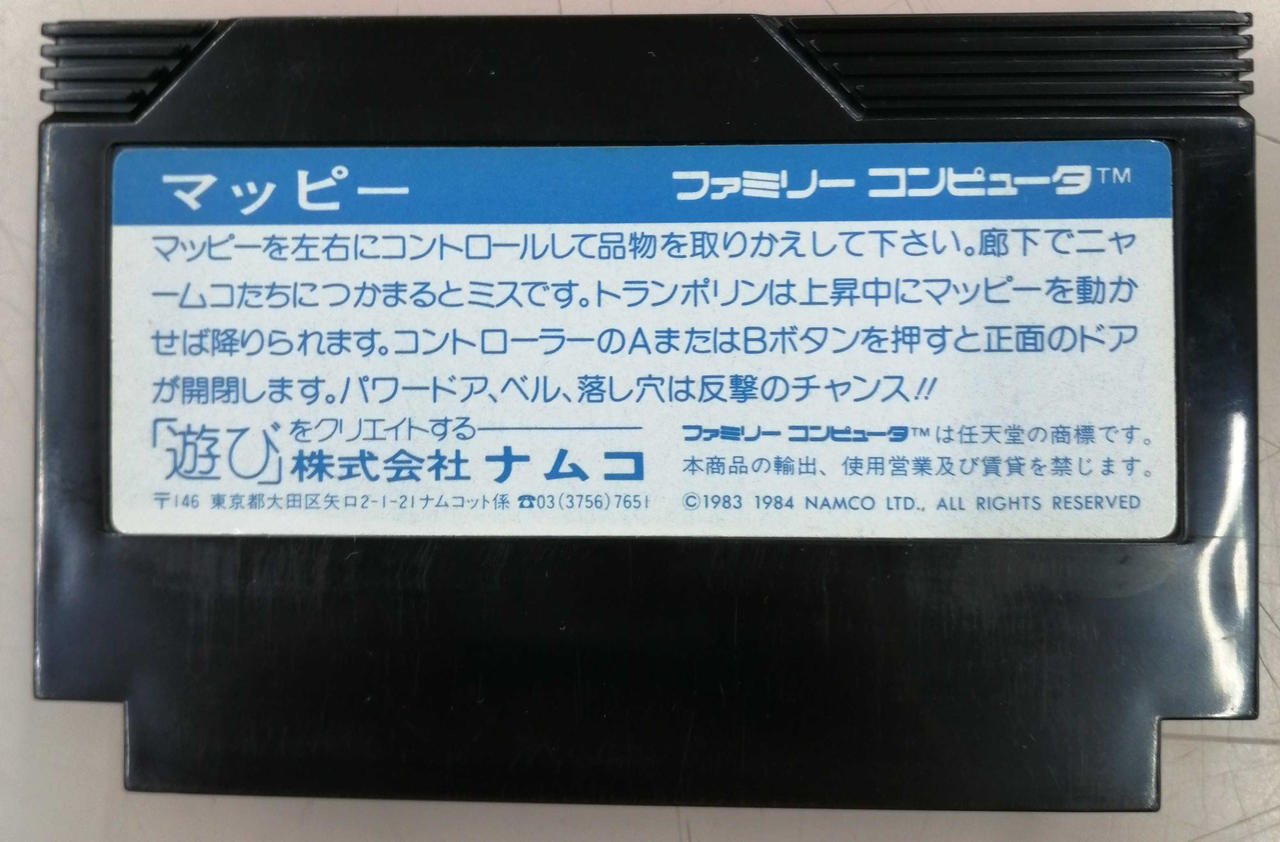 マッピー
ファミリー コンピュータTM
マッピーを左右にコントロールして品物を取りかえして下さい。廊下でニャ
ームコたちにつかまるとミスです。トランポリンは上昇中にマッピーを動か
せば降りられます。コントローラーのAまたはBボタンを押すと正面のドア
が開閉します。パワードア、ベル、落し穴は反撃のチャンス!!
「遊び」をクリエイトする
株式会社 ナムコ
〒146 東京都大田区矢口2-1-21 ナムコット係 ☎03(3756)7651
ファミリー コンピュータTMは任天堂の商標です。
本商品の輸出、使用営業及び賃貸を禁じます。
©1983 1984 NAMCO LTD., ALL RIGHTS RESERVED